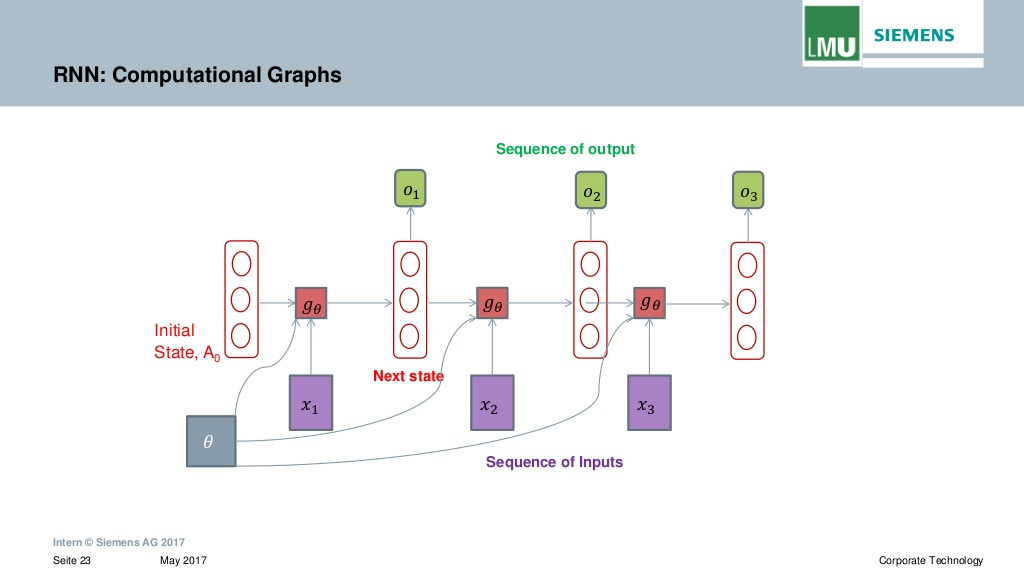 LMU
SIEMENS
RNN: Computational Graphs
Sequence of output
o1
o2
o3
gθ
gθ
gθ
Initial
State, A0
Next state
x1
x2
x3
θ
Sequence of Inputs
Intern © Siemens AG 2017
Seite 23
May 2017
Corporate Technology